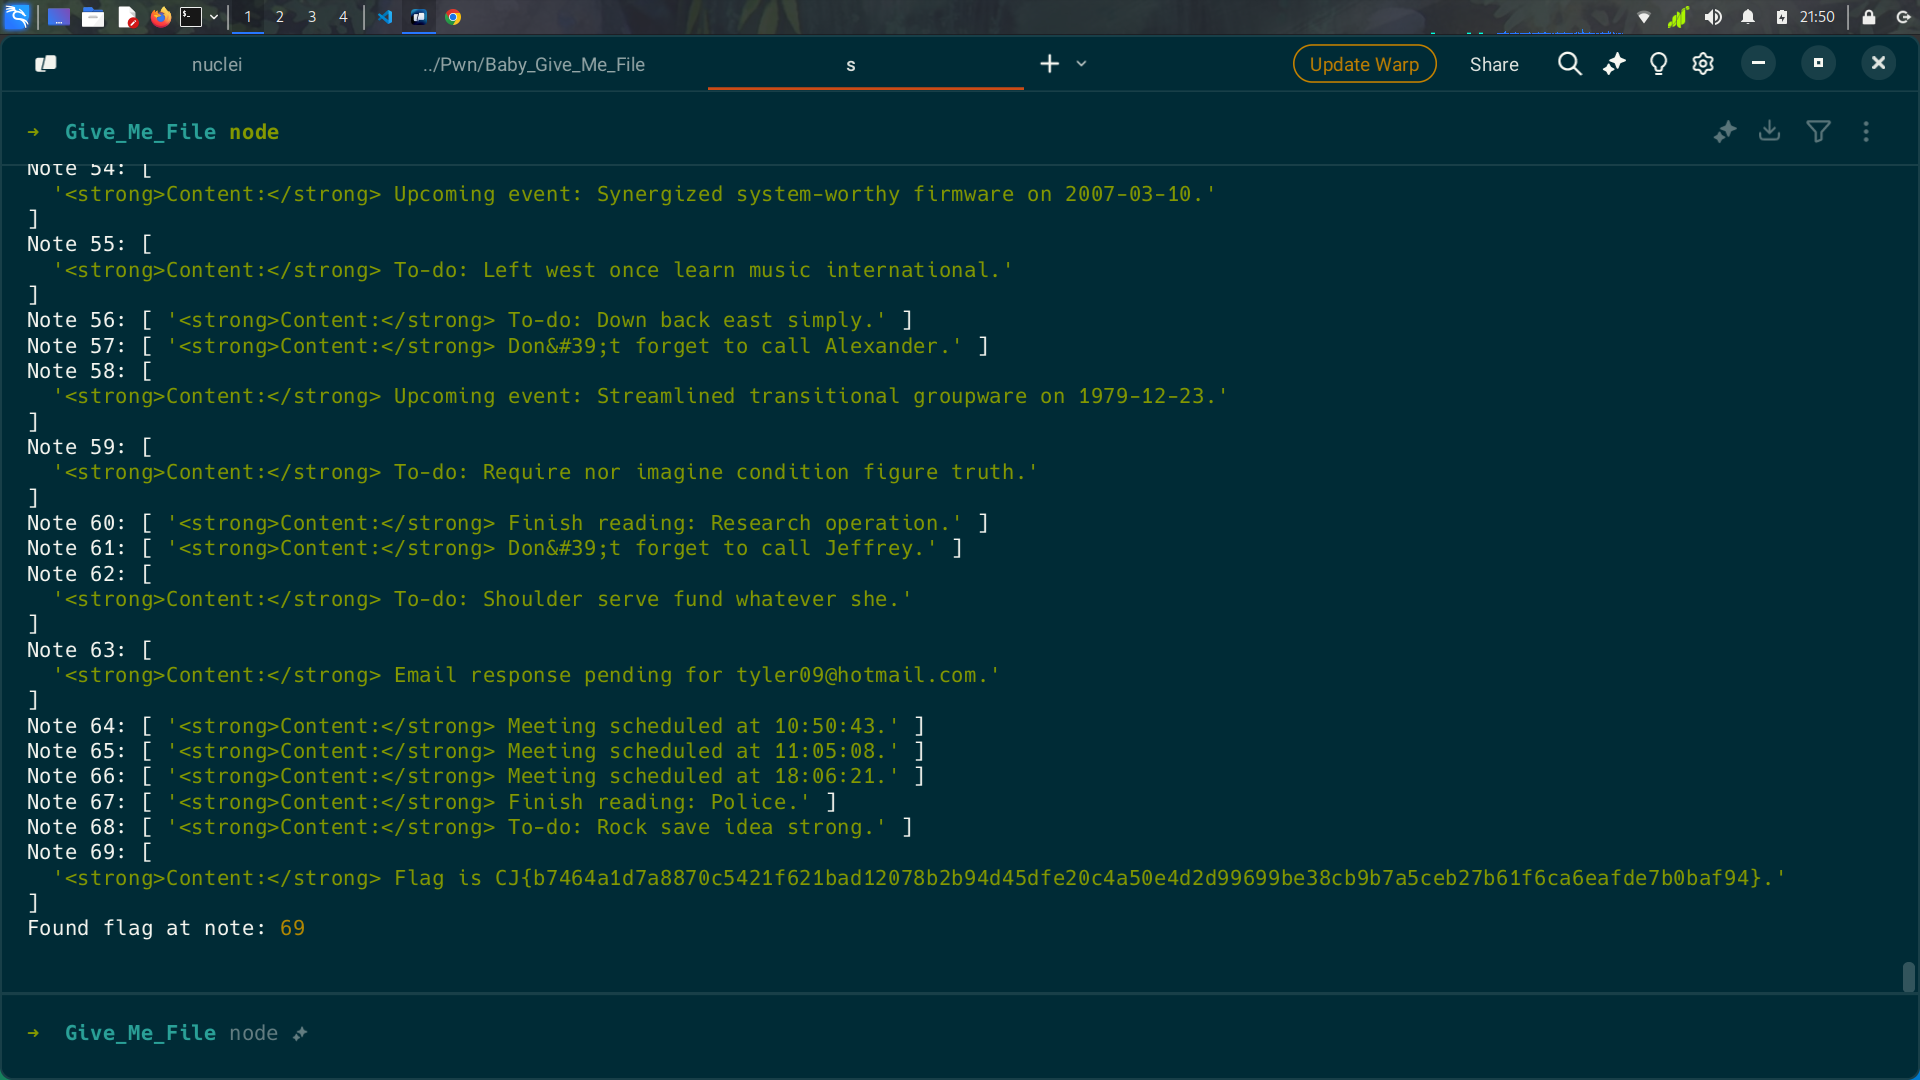 1 2 3 4 21:50
nuclei ../Pwn/Baby_Give_Me_File s Update Warp Share
→ Give_Me_File node
Note 54: [
'<strong>Content:</strong> Upcoming event: Synergized system-worthy firmware on 2007-03-10.'
]
Note 55: [
'<strong>Content:</strong> To-do: Left west once learn music international.'
]
Note 56: [ '<strong>Content:</strong> To-do: Down back east simply.' ]
Note 57: [ '<strong>Content:</strong> Don&#39;t forget to call Alexander.' ]
Note 58: [
'<strong>Content:</strong> Upcoming event: Streamlined transitional groupware on 1979-12-23.'
]
Note 59: [
'<strong>Content:</strong> To-do: Require nor imagine condition figure truth.'
]
Note 60: [ '<strong>Content:</strong> Finish reading: Research operation.' ]
Note 61: [ '<strong>Content:</strong> Don&#39;t forget to call Jeffrey.' ]
Note 62: [
'<strong>Content:</strong> To-do: Shoulder serve fund whatever she.'
]
Note 63: [
'<strong>Content:</strong> Email response pending for tyler09@hotmail.com.'
]
Note 64: [ '<strong>Content:</strong> Meeting scheduled at 10:50:43.' ]
Note 65: [ '<strong>Content:</strong> Meeting scheduled at 11:05:08.' ]
Note 66: [ '<strong>Content:</strong> Meeting scheduled at 18:06:21.' ]
Note 67: [ '<strong>Content:</strong> Finish reading: Police.' ]
Note 68: [ '<strong>Content:</strong> To-do: Rock save idea strong.' ]
Note 69: [
'<strong>Content:</strong> Flag is CJ{b7464a1d7a8870c5421f621bad12078b2b94d45dfe20c4a50e4d2d99699be38cb9b7a5ceb27b61f6ca6eafde7b0baf94}.'
]
Found flag at note: 69
→ Give_Me_File node